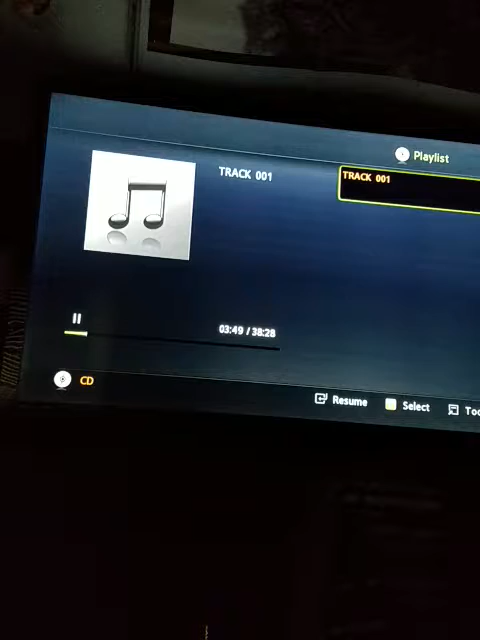 Playlist
TRACK 001
TRACK 001
03:49 / 38:28
CD
Resume
Select